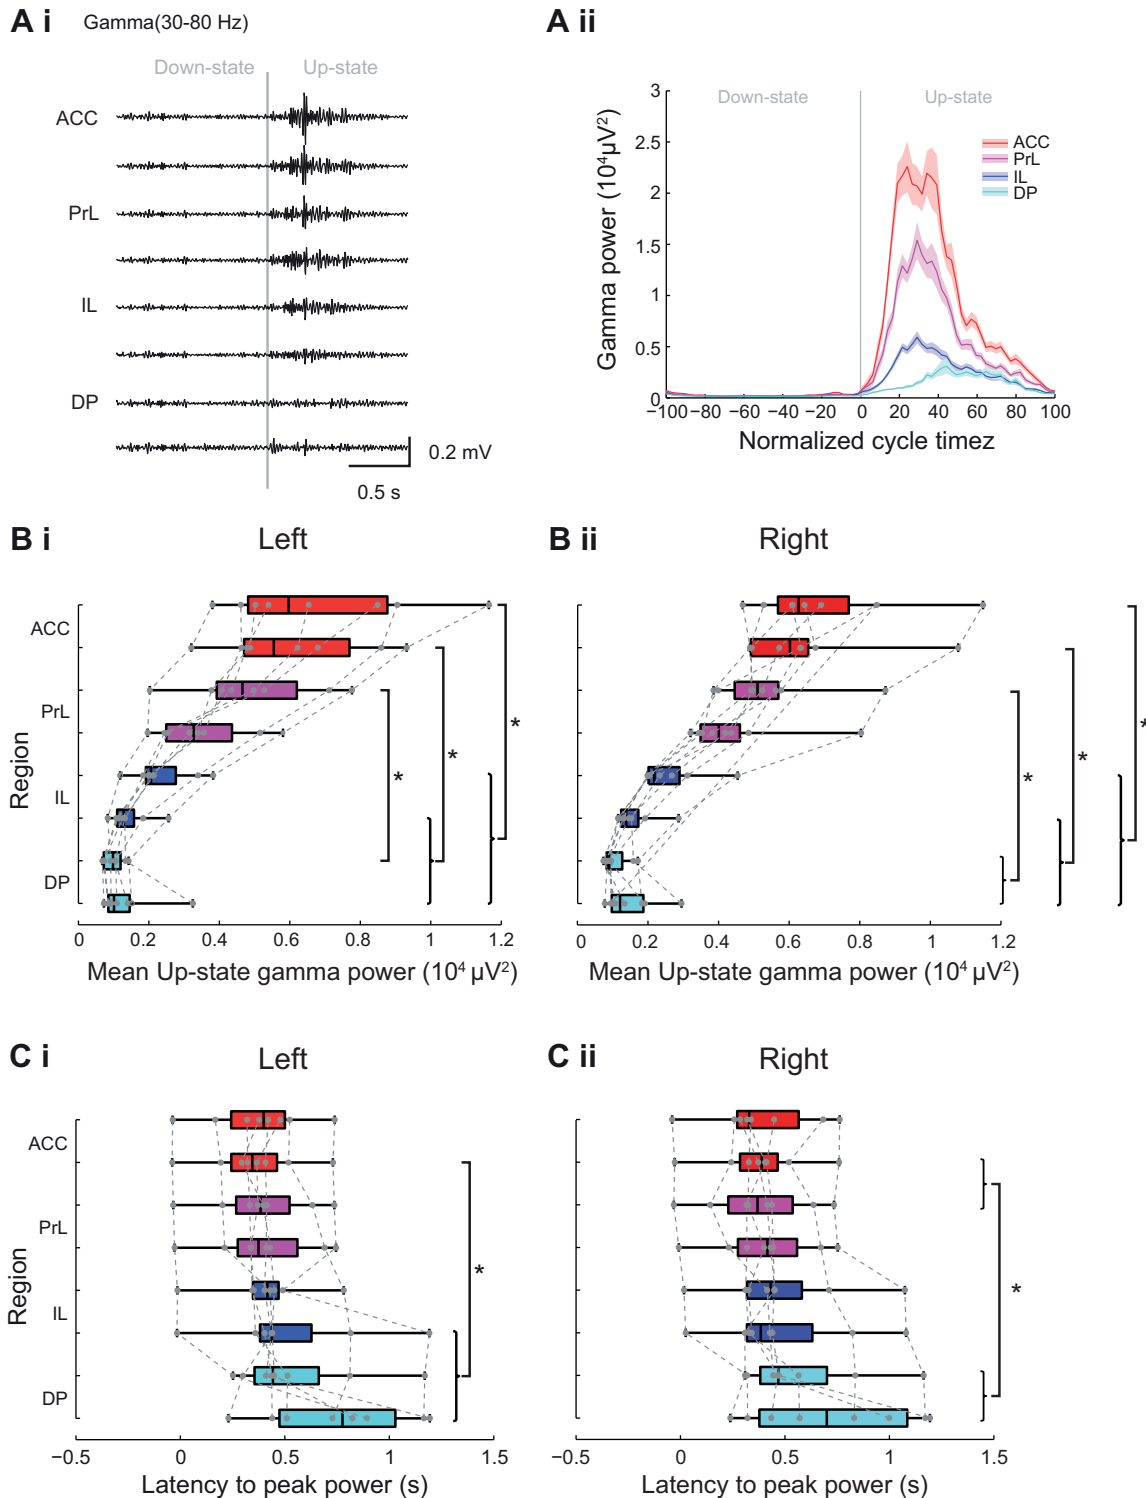 A i
Gamma(30-80 Hz)
Down-state
Up-state
ACC
PrL
IL
DP
0.2 mV
0.5 s
A ii
Down-state
Up-state
3
2.5
2
1.5
1
0.5
0
Gamma power (10⁴μV²)
ACC
PrL
IL
DP
−100 −80 −60 −40 −20 0 20 40 60 80 100
Normalized cycle timez
B i
Left
ACC
PrL
IL
DP
Region
*
*
*
0 0.2 0.4 0.6 0.8 1 1.2
Mean Up-state gamma power (10⁴ μV²)
B ii
Right
*
*
*
0 0.2 0.4 0.6 0.8 1 1.2
Mean Up-state gamma power (10⁴ μV²)
C i
Left
ACC
PrL
IL
DP
Region
*
−0.5 0 0.5 1 1.5
Latency to peak power (s)
C ii
Right
*
−0.5 0 0.5 1 1.5
Latency to peak power (s)